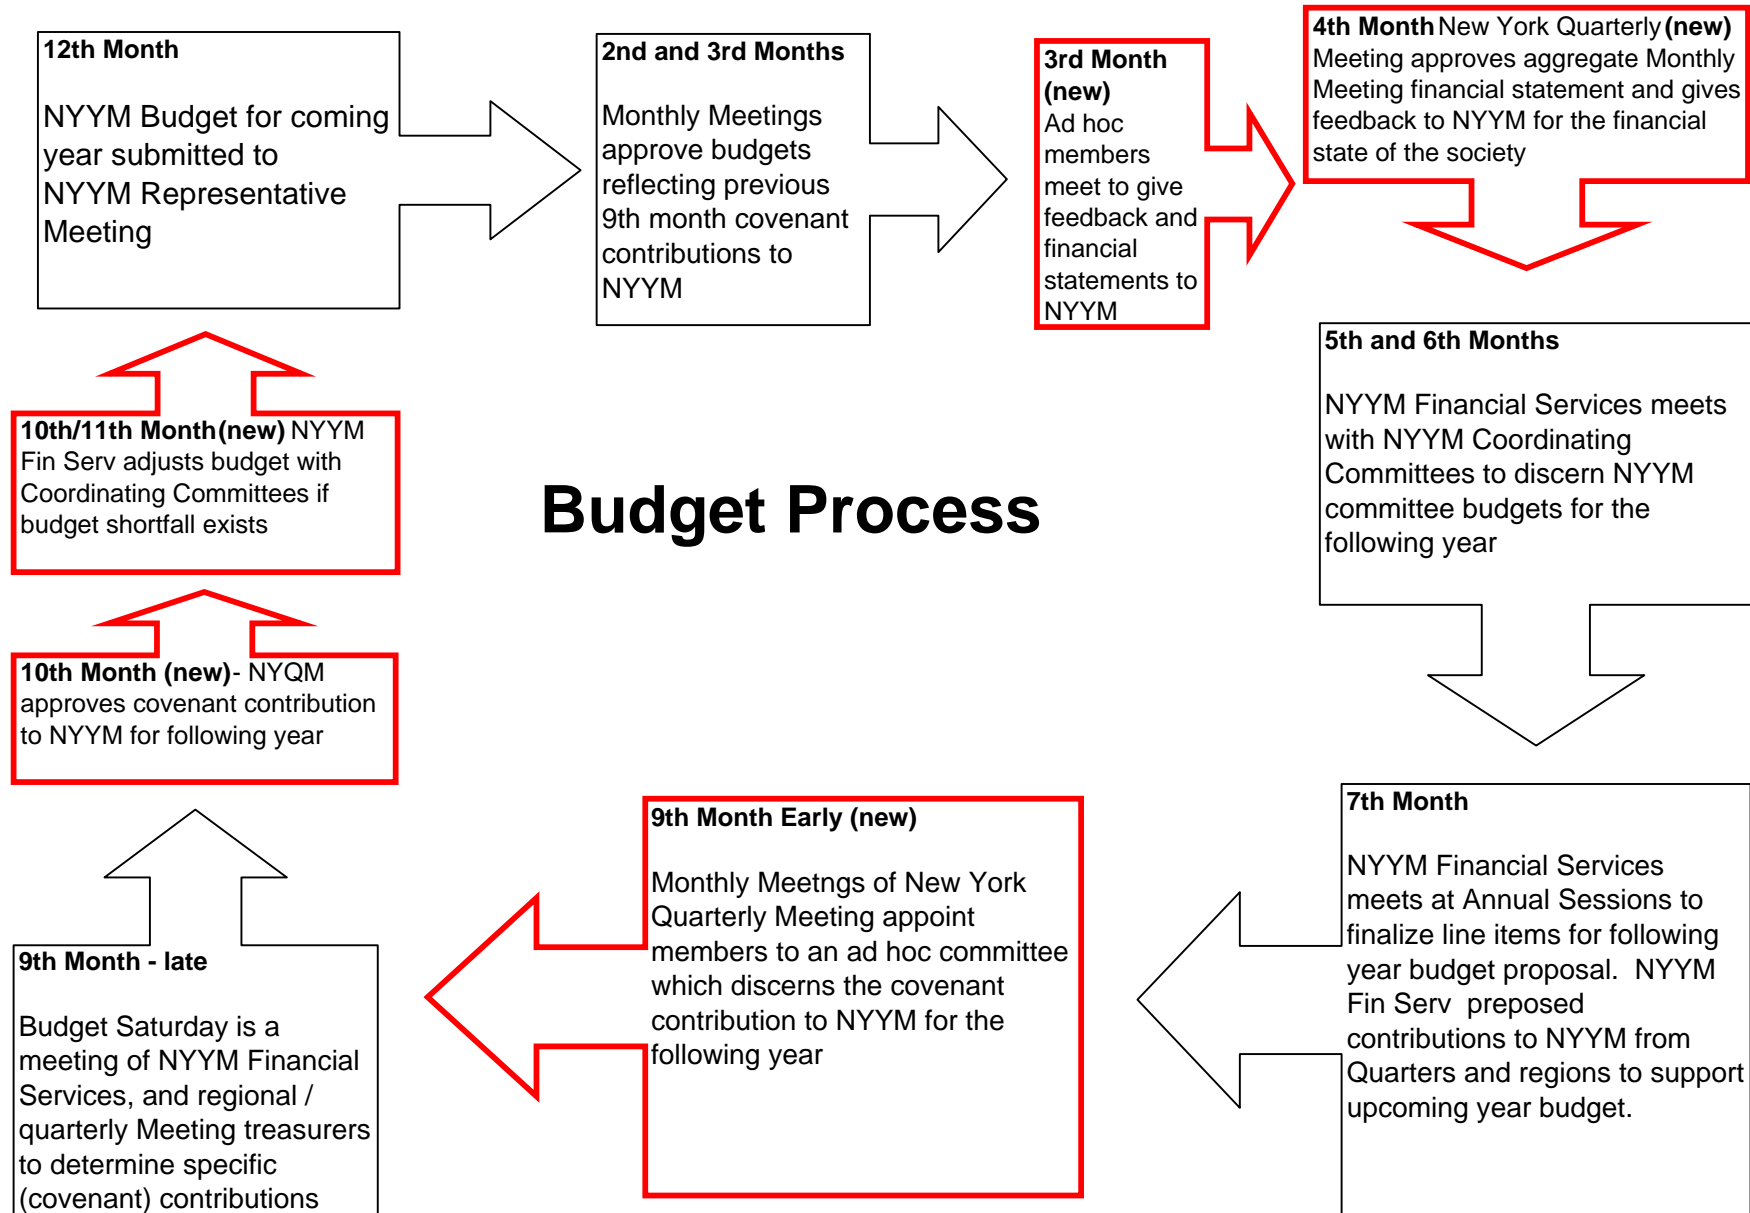 12th Month
NYYM Budget for coming
year submitted to
NYYM Representative
Meeting
2nd and 3rd Months
Monthly Meetings
approve budgets
reflecting previous
9th month covenant
contributions to
NYYM
3rd Month
(new)
Ad hoc
members
meet to give
feedback and
financial
statements to
NYYM
4th Month New York Quarterly (new)
Meeting approves aggregate Monthly
Meeting financial statement and gives
feedback to NYYM for the financial
state of the society
5th and 6th Months
NYYM Financial Services meets
with NYYM Coordinating
Committees to discern NYYM
committee budgets for the
following year
7th Month
NYYM Financial Services
meets at Annual Sessions to
finalize line items for following
year budget proposal.  NYYM
Fin Serv  preposed
contributions to NYYM from
Quarters and regions to support
upcoming year budget.
9th Month Early (new)
Monthly Meetngs of New York
Quarterly Meeting appoint
members to an ad hoc committee
which discerns the covenant
contribution to NYYM for the
following year
9th Month - late
Budget Saturday is a
meeting of NYYM Financial
Services, and regional /
quarterly Meeting treasurers
to determine specific
(covenant) contributions
10th Month (new)- NYQM
approves covenant contribution
to NYYM for following year
10th/11th Month (new) NYYM
Fin Serv adjusts budget with
Coordinating Committees if
budget shortfall exists
Budget Process